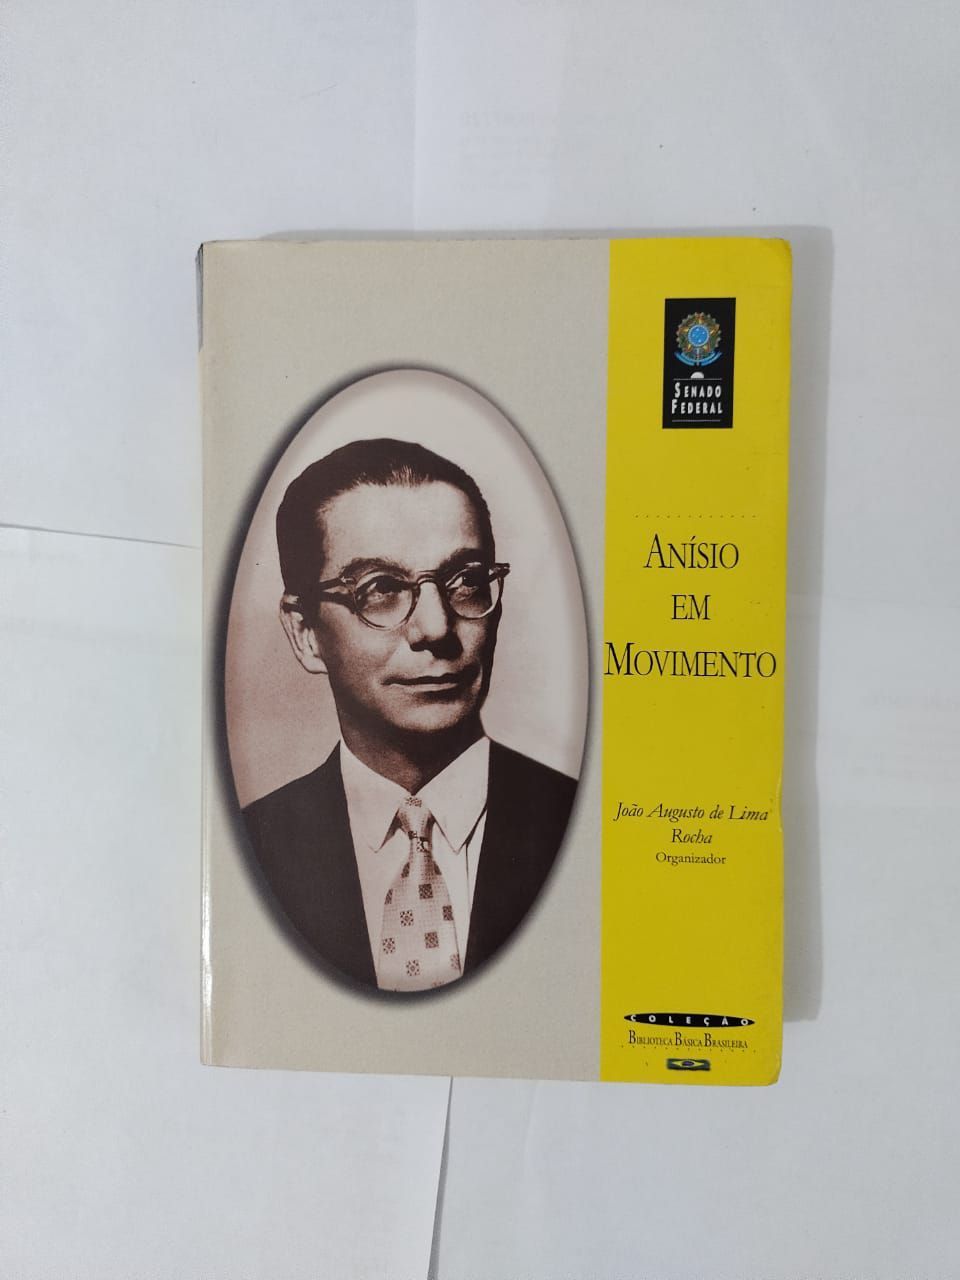 SENADO
FEDERAL
ANÍSIO
EM
MOVIMENTO
João Augusto de Lima
Rocha
Organizador
COLEÇÃO
BIBLIOTECA BÁSICA BRASILEIRA